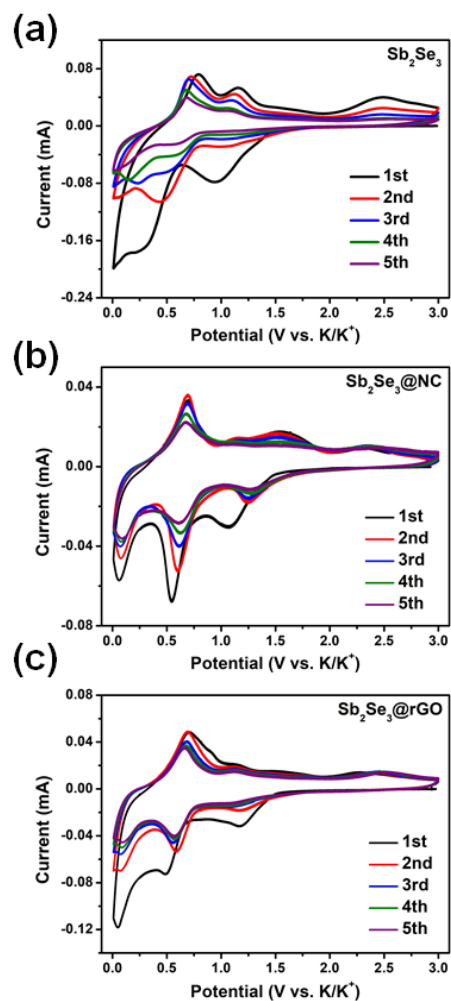 (a)
Sb₂Se₃
0.08
0.00
-0.08
-0.16
-0.24
Current (mA)
1st
2nd
3rd
4th
5th
0.0 0.5 1.0 1.5 2.0 2.5 3.0
Potential (V vs. K/K⁺)
(b)
Sb₂Se₃@NC
0.04
0.00
-0.04
-0.08
Current (mA)
1st
2nd
3rd
4th
5th
0.0 0.5 1.0 1.5 2.0 2.5 3.0
Potential (V vs. K/K⁺)
(c)
Sb₂Se₃@rGO
0.08
0.04
0.00
-0.04
-0.08
-0.12
Current (mA)
1st
2nd
3rd
4th
5th
0.0 0.5 1.0 1.5 2.0 2.5 3.0
Potential (V vs. K/K⁺)